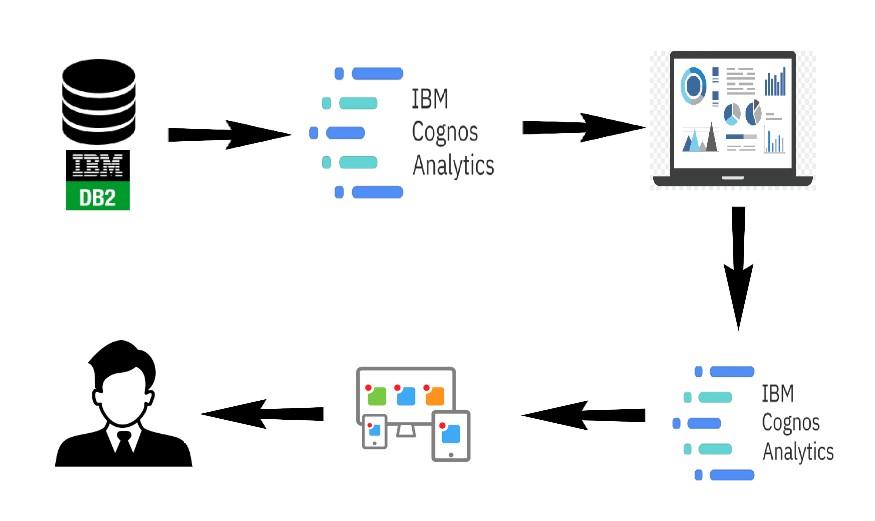 IBM
DB2
IBM
Cognos
Analytics
IBM
Cognos
Analytics